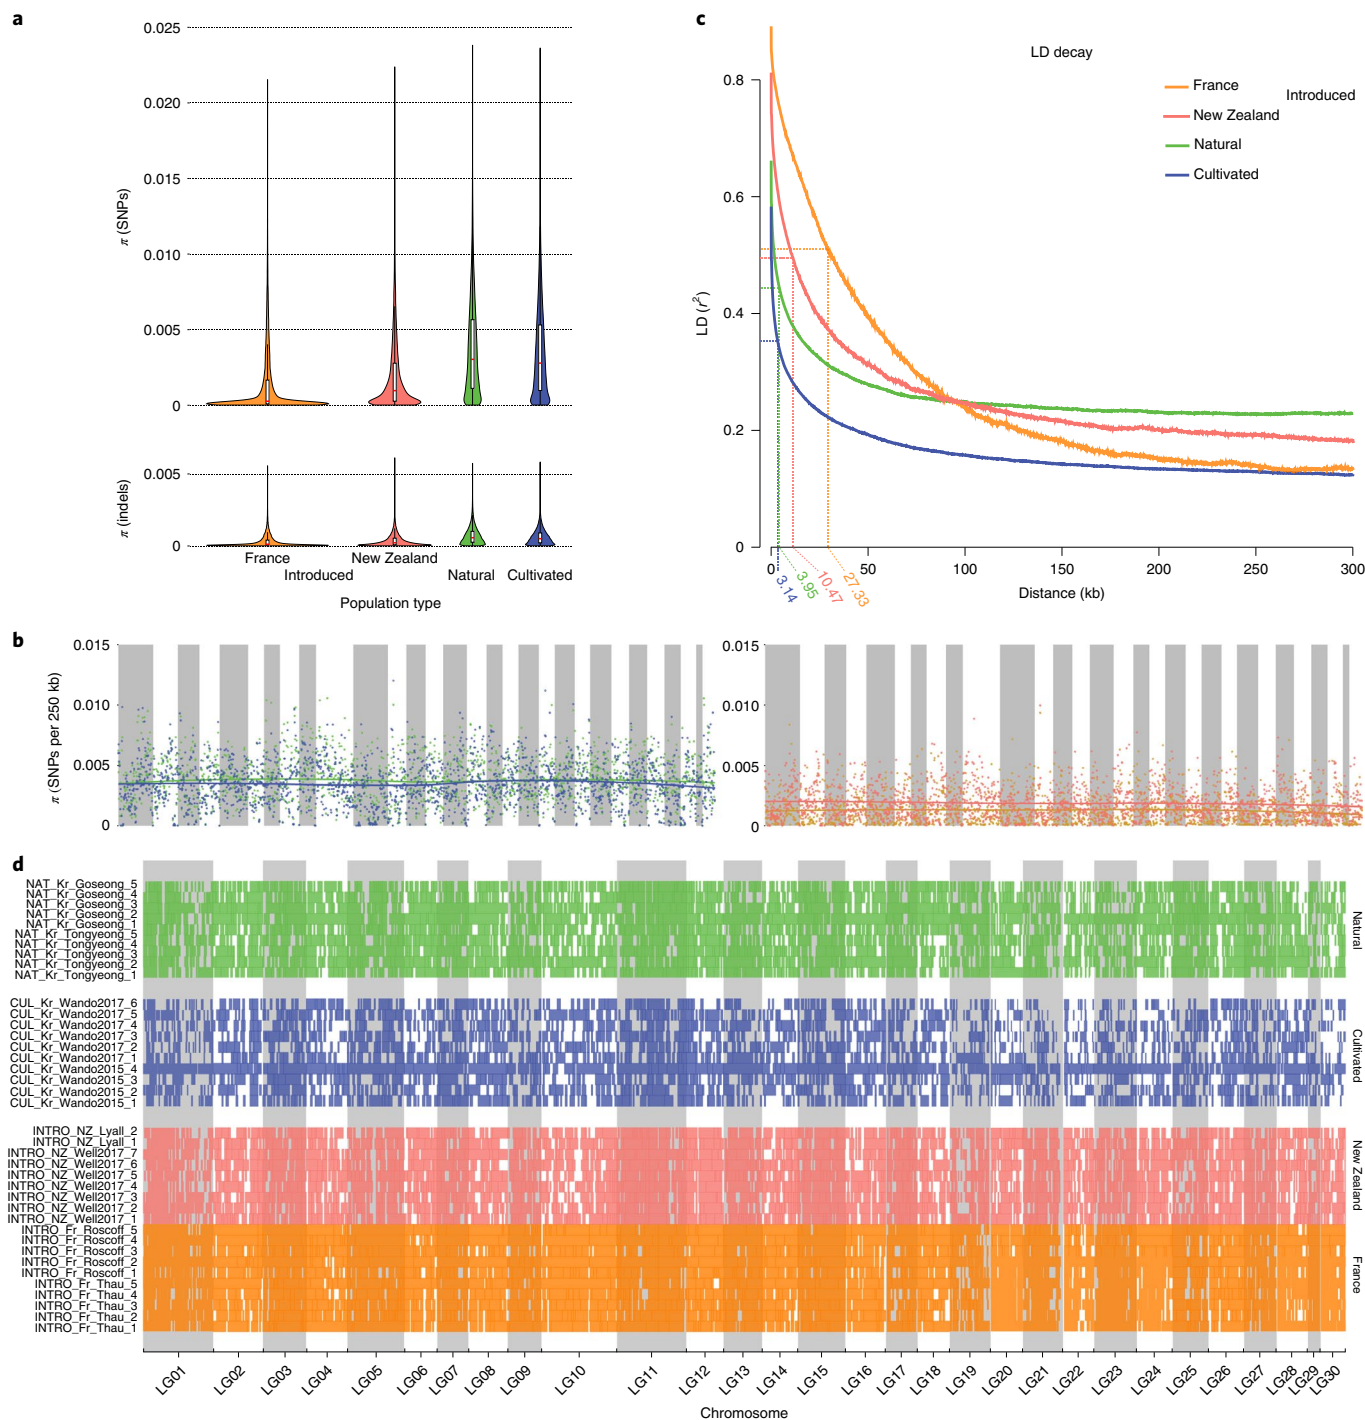 a
0.025
0.020
0.015
0.010
0.005
0
π (SNPs)
0.005
0
π (indels)
France
New Zealand
Introduced
Natural
Cultivated
Population type
c
LD decay
France
Introduced
New Zealand
Natural
Cultivated
0.8
0.6
0.4
0.2
0
LD (r²)
0
50
100
150
200
250
300
3.14
3.95
10.47
27.33
Distance (kb)
b
0.015
0.010
0.005
0
π (SNPs per 250 kb)
0.015
0.010
0.005
0
d
NAT_Kr_Goseong_5
NAT_Kr_Goseong_4
NAT_Kr_Goseong_3
NAT_Kr_Goseong_2
NAT_Kr_Goseong_1
NAT_Kr_Tongyeong_5
NAT_Kr_Tongyeong_4
NAT_Kr_Tongyeong_3
NAT_Kr_Tongyeong_2
NAT_Kr_Tongyeong_1
Natural
CUL_Kr_Wando2017_6
CUL_Kr_Wando2017_5
CUL_Kr_Wando2017_4
CUL_Kr_Wando2017_3
CUL_Kr_Wando2017_2
CUL_Kr_Wando2017_1
CUL_Kr_Wando2015_4
CUL_Kr_Wando2015_3
CUL_Kr_Wando2015_2
CUL_Kr_Wando2015_1
Cultivated
INTRO_NZ_Lyall_2
INTRO_NZ_Lyall_1
INTRO_NZ_Well2017_7
INTRO_NZ_Well2017_6
INTRO_NZ_Well2017_5
INTRO_NZ_Well2017_4
INTRO_NZ_Well2017_3
INTRO_NZ_Well2017_2
INTRO_NZ_Well2017_1
New Zealand
INTRO_Fr_Roscoff_5
INTRO_Fr_Roscoff_4
INTRO_Fr_Roscoff_3
INTRO_Fr_Roscoff_2
INTRO_Fr_Roscoff_1
INTRO_Fr_Thau_5
INTRO_Fr_Thau_4
INTRO_Fr_Thau_3
INTRO_Fr_Thau_2
INTRO_Fr_Thau_1
France
LG01
LG02
LG03
LG04
LG05
LG06
LG07
LG08
LG09
LG10
LG11
LG12
LG13
LG14
LG15
LG16
LG17
LG18
LG19
LG20
LG21
LG22
LG23
LG24
LG25
LG26
LG27
LG28
LG29
LG30
Chromosome